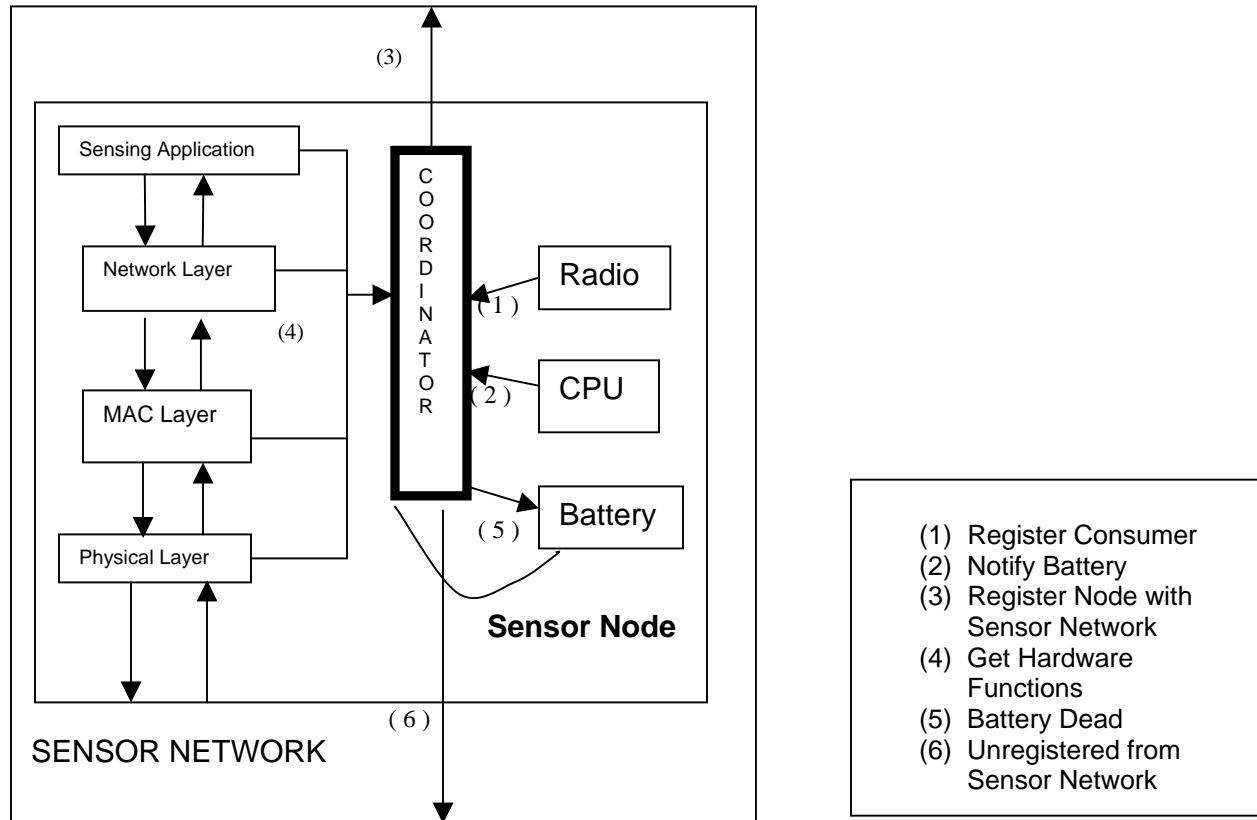 (3)
Sensing Application
C
O
O
R
D
I
N
A
T
O
R
Network Layer
Radio
( 1 )
(4)
CPU
( 2 )
MAC Layer
Battery
( 5 )
Physical Layer
Sensor Node
( 6 )
SENSOR NETWORK
(1) Register Consumer
(2) Notify Battery
(3) Register Node with
Sensor Network
(4) Get Hardware
Functions
(5) Battery Dead
(6) Unregistered from
Sensor Network